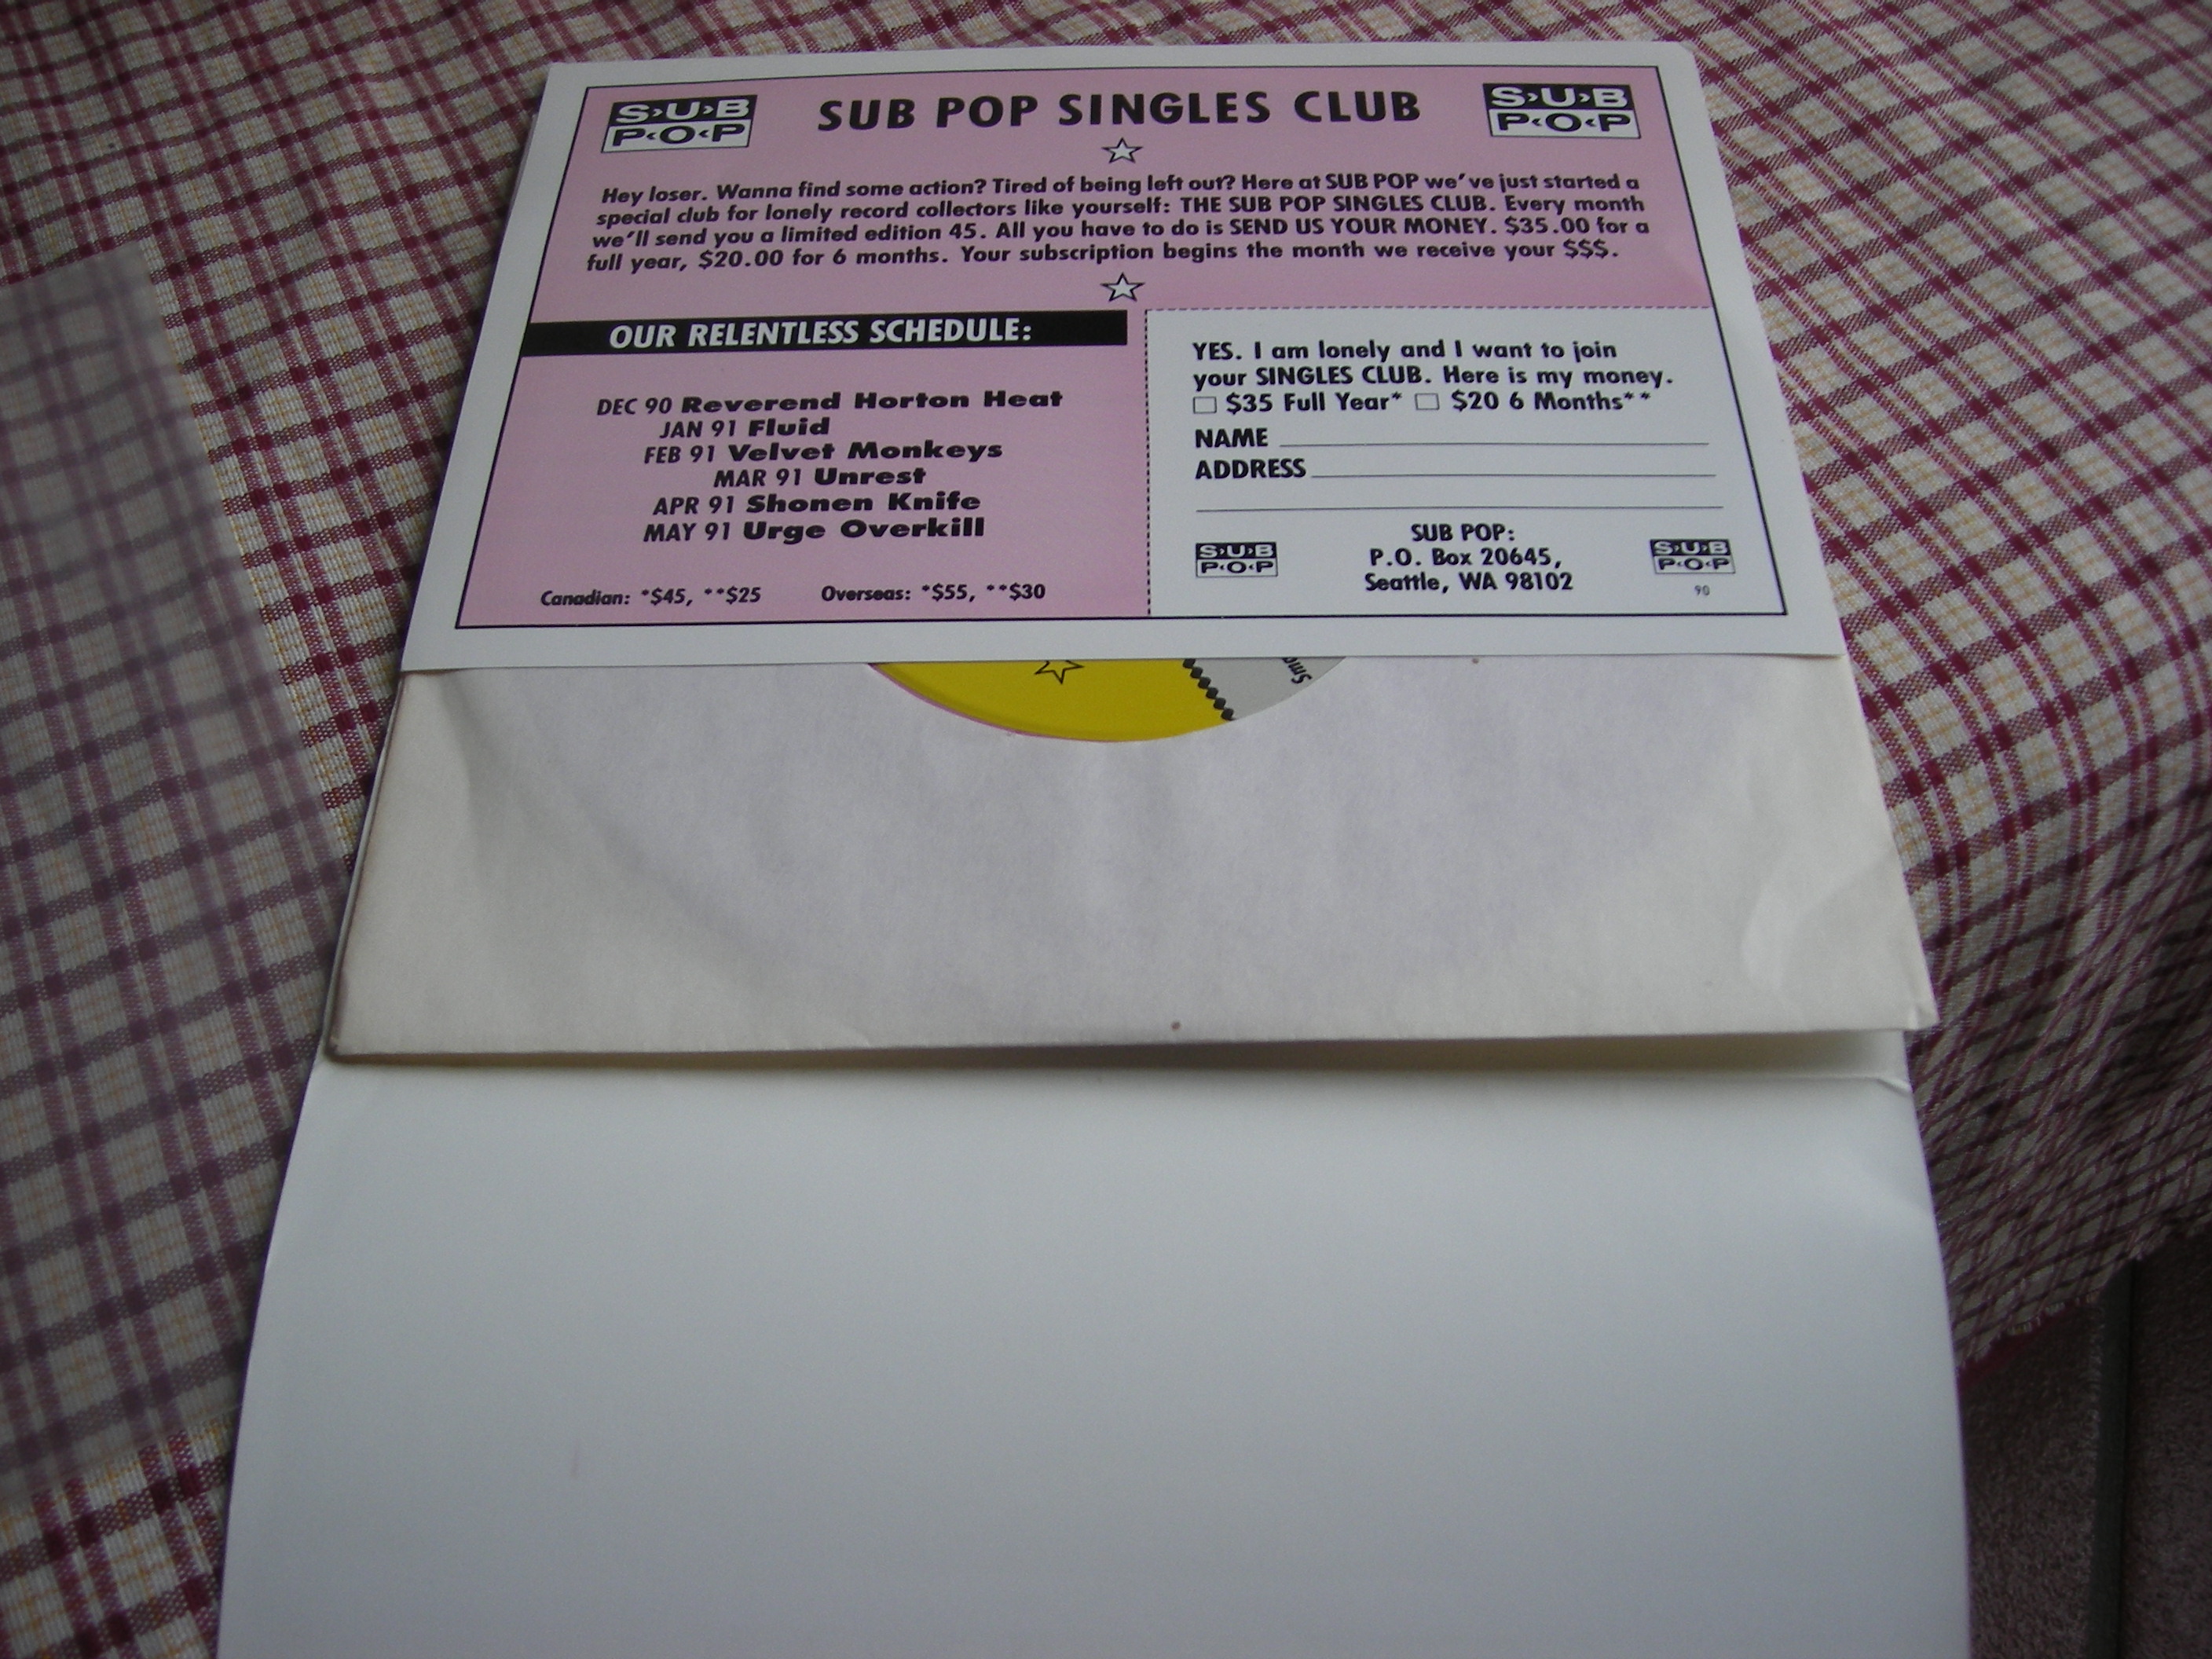 S›U›B
P‹O‹P
SUB POP SINGLES CLUB
S›U›B
P‹O‹P
Hey loser. Wanna find some action? Tired of being left out? Here at SUB POP we've just started a
special club for lonely record collectors like yourself: THE SUB POP SINGLES CLUB. Every month
we'll send you a limited edition 45. All you have to do is SEND US YOUR MONEY. $35.00 for a
full year, $20.00 for 6 months. Your subscription begins the month we receive your $$$.
OUR RELENTLESS SCHEDULE:
DEC 90 Reverend Horton Heat
JAN 91 Fluid
FEB 91 Velvet Monkeys
MAR 91 Unrest
APR 91 Shonen Knife
MAY 91 Urge Overkill
Canadian: *$45, **$25 Overseas: *$55, **$30
YES. I am lonely and I want to join
your SINGLES CLUB. Here is my money.
$35 Full Year* $20 6 Months**
NAME
ADDRESS
SUB POP:
P.O. Box 20645,
Seattle, WA 98102
S›U›B
P‹O‹P
S›U›B
P‹O‹P
90